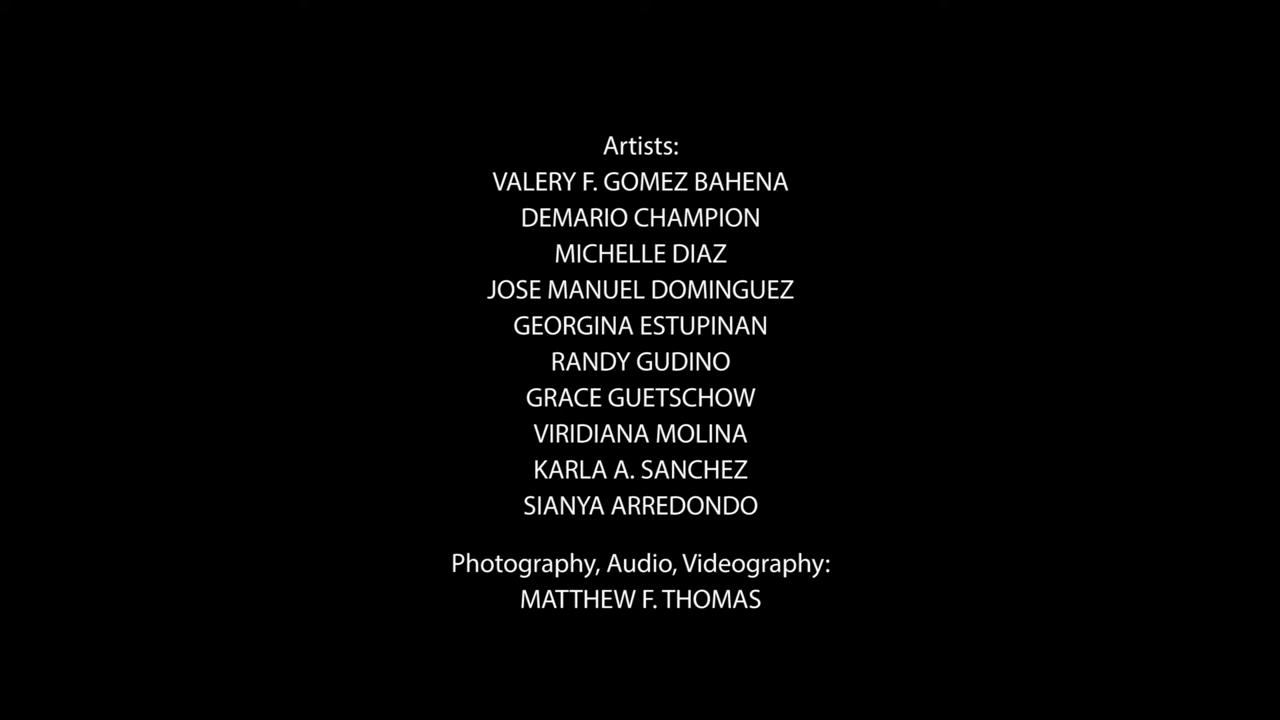 Artists:
VALERY F. GOMEZ BAHENA
DEMARIO CHAMPION
MICHELLE DIAZ
JOSE MANUEL DOMINGUEZ
GEORGINA ESTUPINAN
RANDY GUDINO
GRACE GUETSCHOW
VIRIDIANA MOLINA
KARLA A. SANCHEZ
SIANYA ARREDONDO
Photography, Audio, Videography:
MATTHEW F. THOMAS